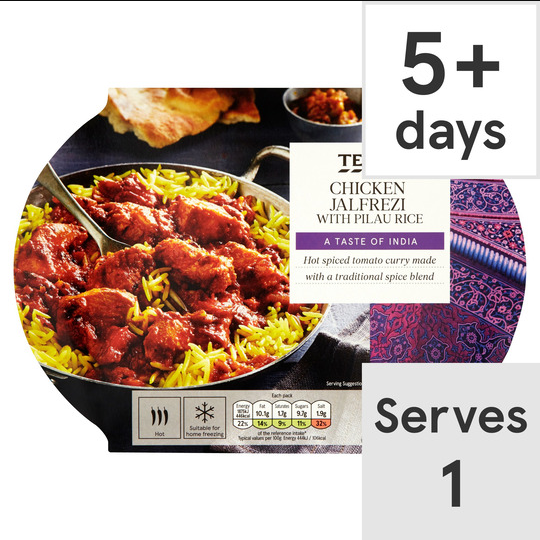 5+
days
TE
CHICKEN
JALFREZI
WITH PILAU RICE
A TASTE OF INDIA
Hot spiced tomato curry made
with a traditional spice blend
Serving Suggestion
Each pack
Energy Fat Saturates Sugars Salt
1875kJ 10.1g 1.7g 9.7g 1.9g
446kcal
22% 14% 9% 11% 32%
of the reference intake*
Typical values per 100g: Energy 444kJ / 106kcal
Hot
Suitable for
home freezing
Serves
1